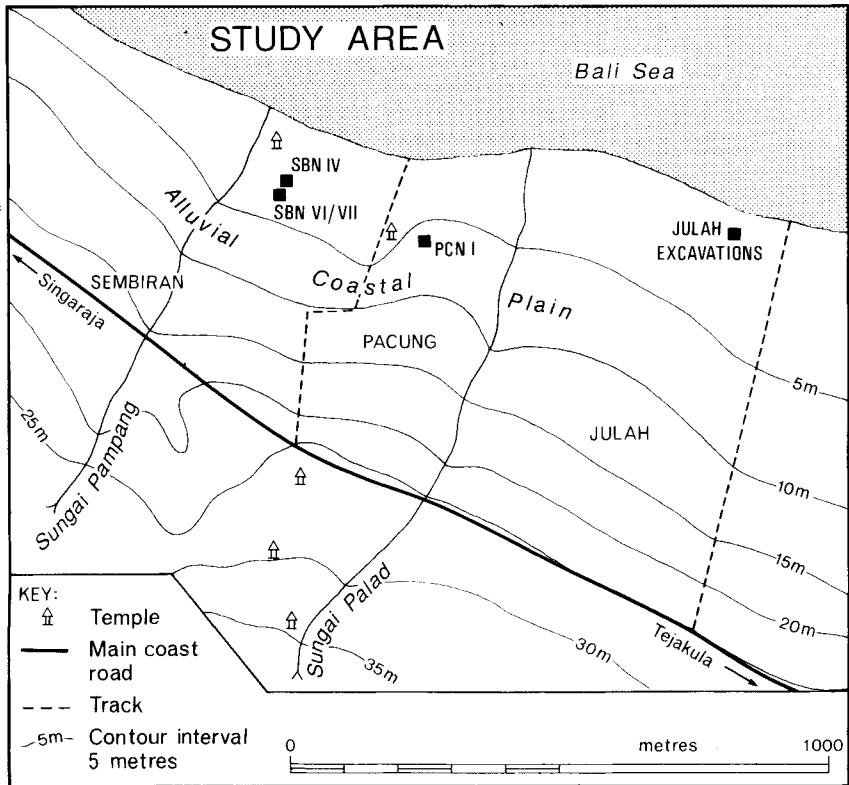 STUDY AREA
Bali Sea
SBN IV
SBN VI/VII
Alluvial
PCN I
JULAH
EXCAVATIONS
Singaraja
SEMBIRAN
Coastal
Plain
PACUNG
5m
JULAH
25m
10m
Sungai Pampang
15m
20m
Sungai Palad
30m
Tejakula
35m
KEY:
Temple
Main coast
road
Track
5m Contour interval
5 metres
0 metres 1000